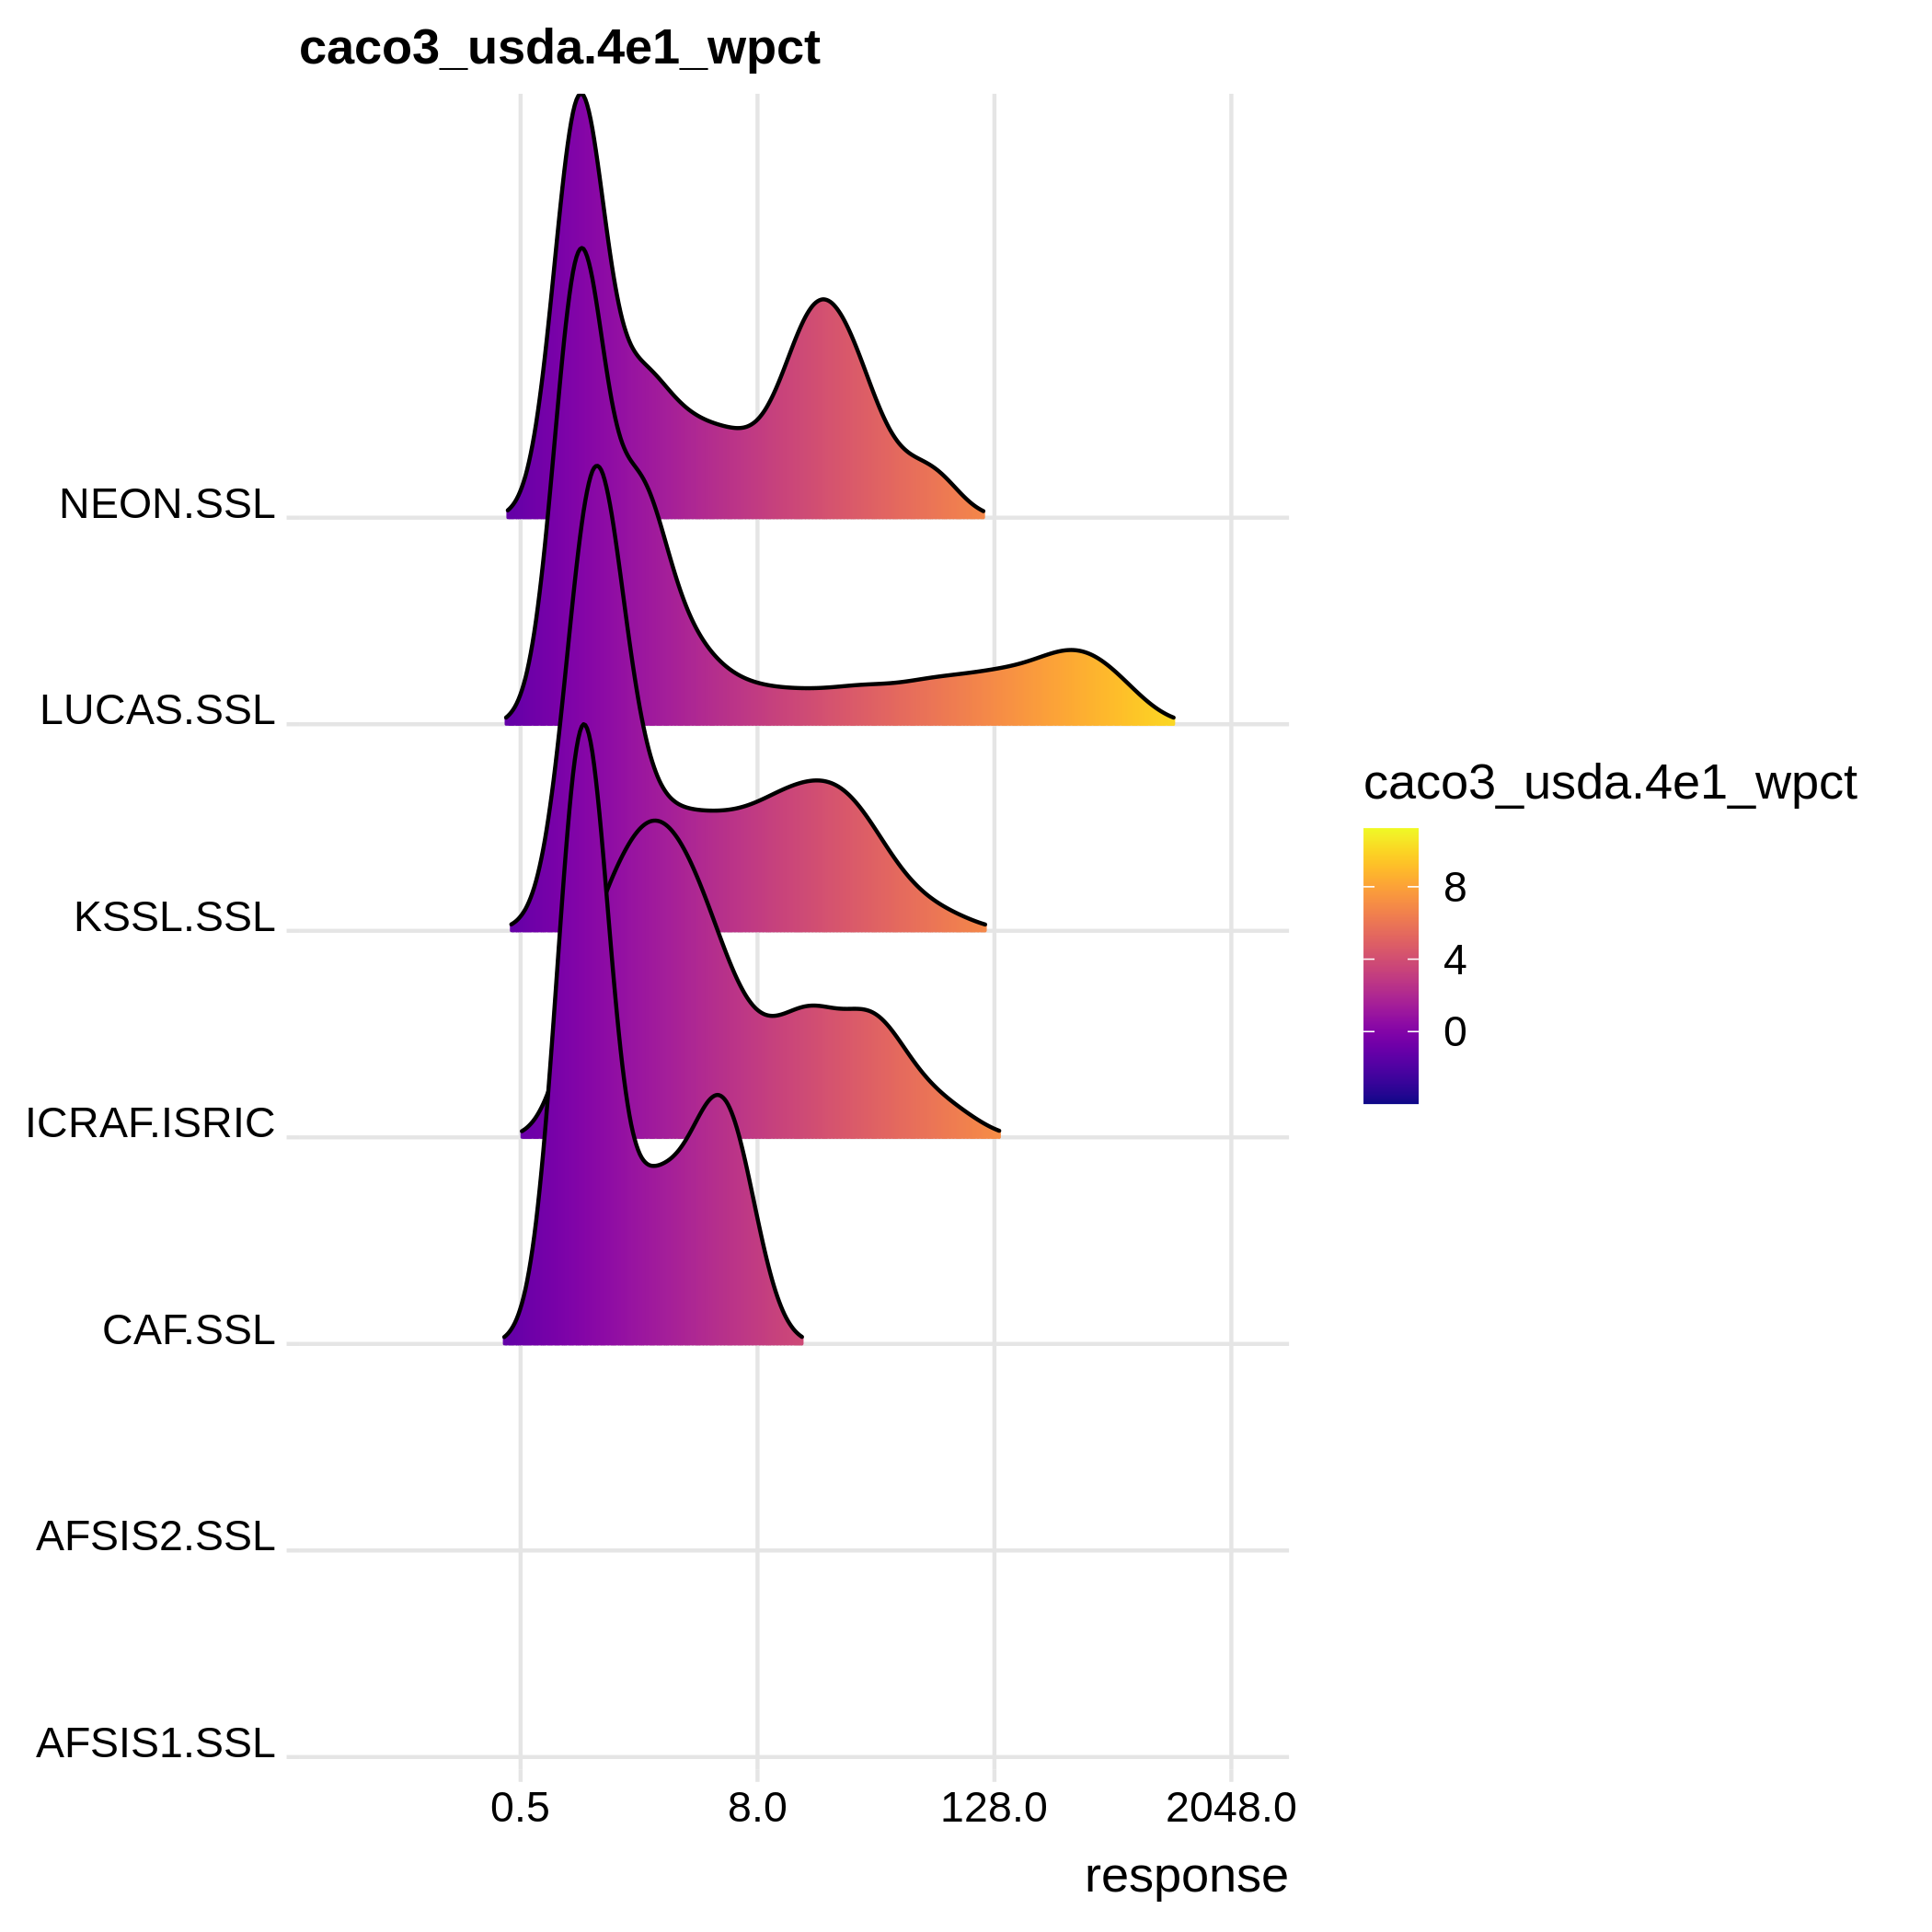 caco3_usda.4e1_wpct
NEON.SSL
LUCAS.SSL
KSSL.SSL
ICRAF.ISRIC
CAF.SSL
AFSIS2.SSL
AFSIS1.SSL
0.5 8.0 128.0 2048.0
response
caco3_usda.4e1_wpct
8
4
0